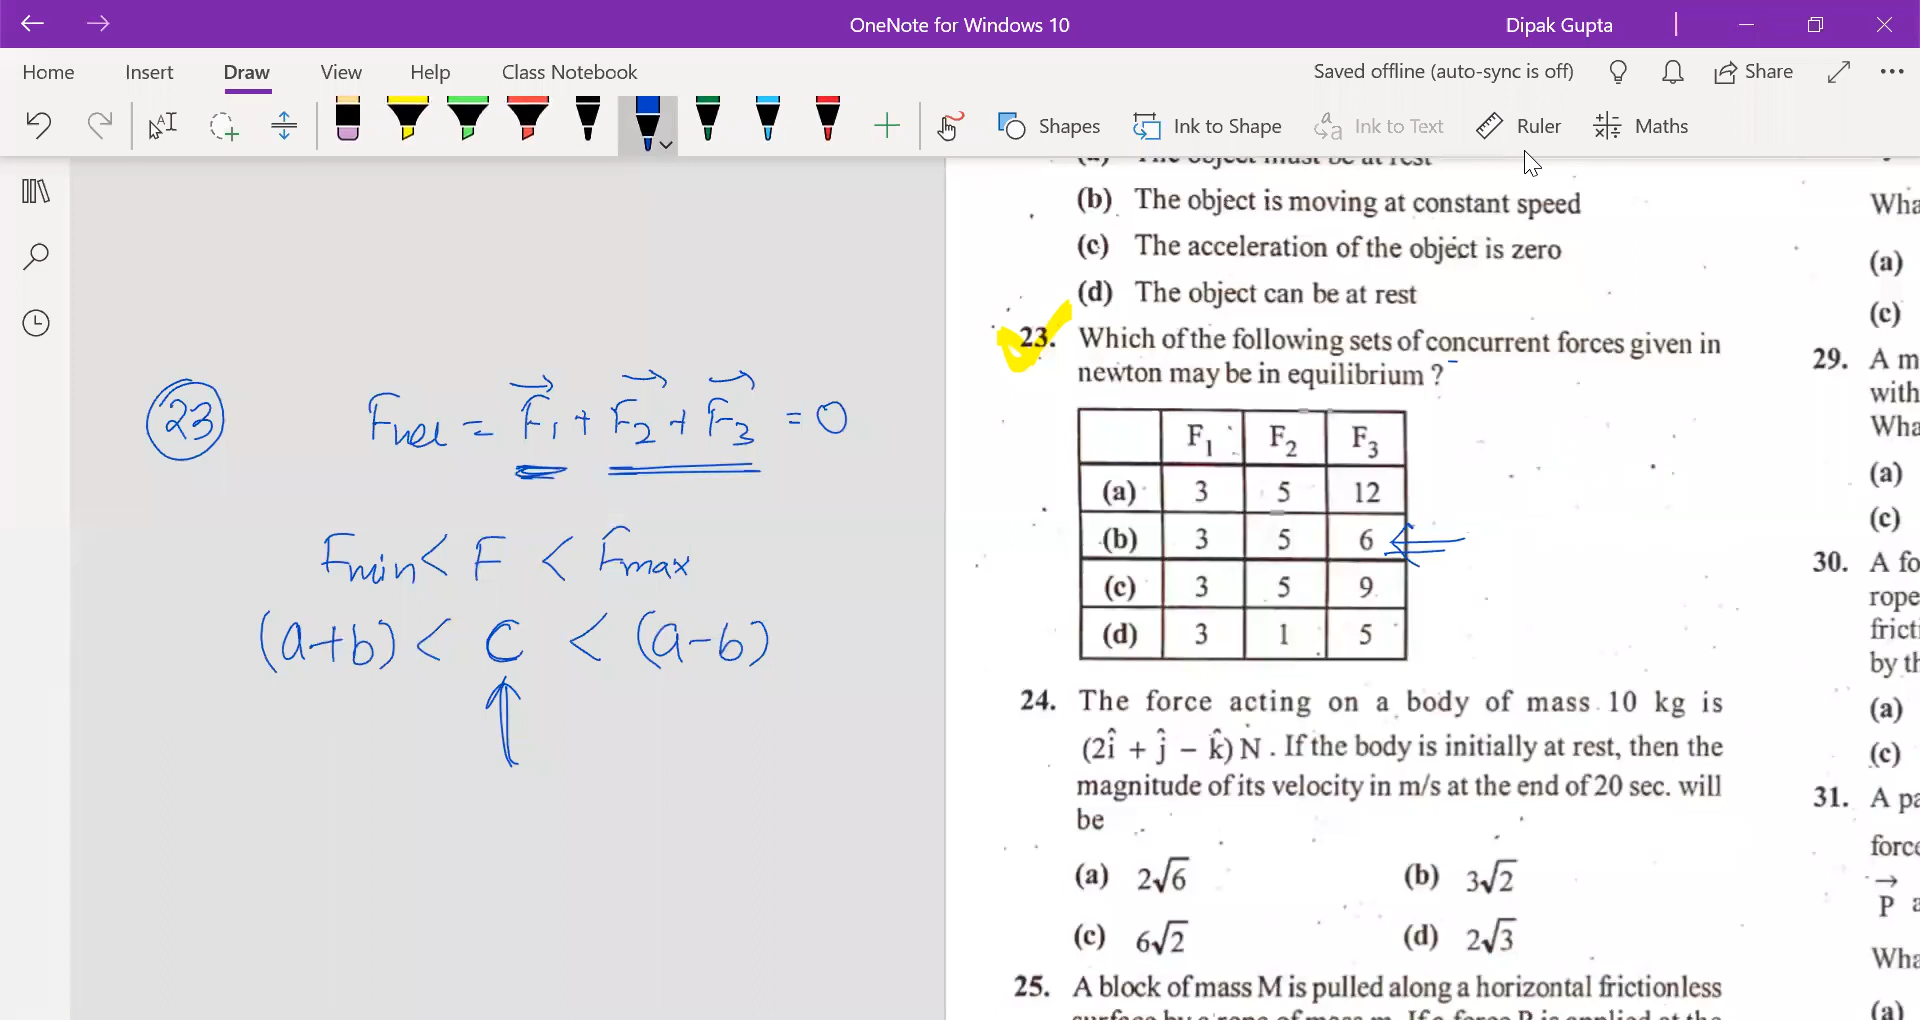 OneNote for Windows 10
Dipak Gupta
Home Insert Draw View Help Class Notebook
Saved offline (auto-sync is off) Share
Shapes Ink to Shape Ink to Text Ruler Maths
(b) The object is moving at constant speed
(c) The acceleration of the object is zero
(d) The object can be at rest
23. Which of the following sets of concurrent forces given in
newton may be in equilibrium ?
F₁ F₂ F₃
(a) 3 5 12
(b) 3 5 6
(c) 3 5 9
(d) 3 1 5
24. The force acting on a body of mass 10 kg is
(2î + ĵ − k̂) N . If the body is initially at rest, then the
magnitude of its velocity in m/s at the end of 20 sec. will
be
(a) 2√6 (b) 3√2
(c) 6√2 (d) 2√3
25. A block of mass M is pulled along a horizontal frictionless
(23)
= F₁ + F₂ + F₃ = 0
Fmin < F < Fmax
(a+b) < C < (a-b)
(a)
(c)
29. A m
with
(a)
(c)
30. A fo
rope
by th
(a)
(c)
31.
P
(a)